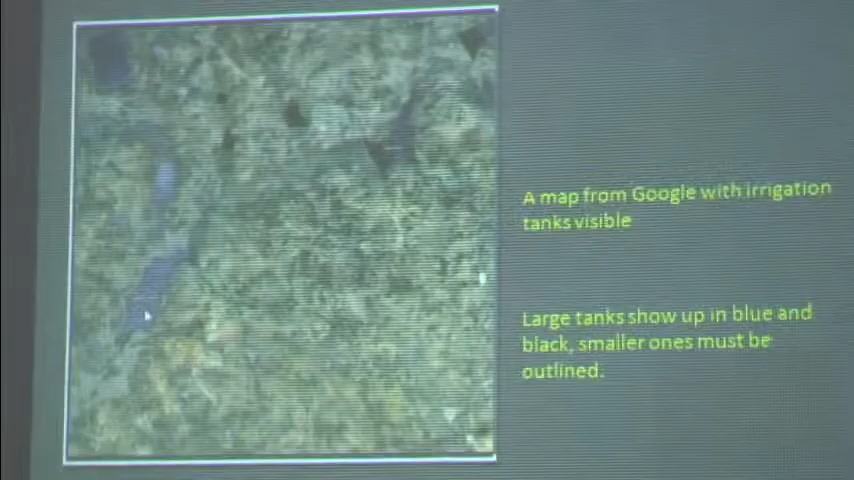 A map from Google with irrigation
tanks visible
Large tanks show up in blue and
black, smaller ones must be
outlined.